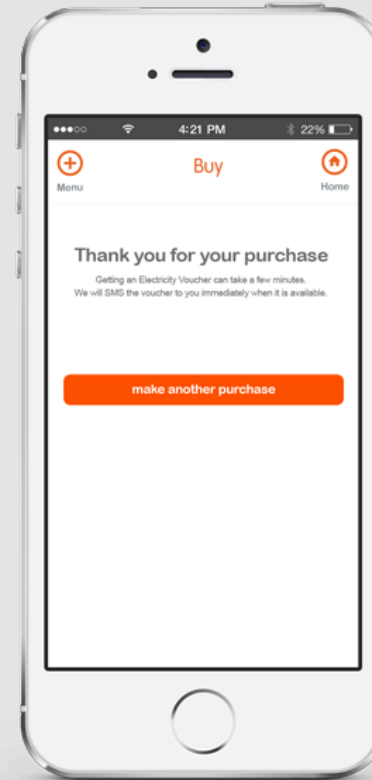 4:21 PM 22%
Buy
Menu Home
Thank you for your purchase
Getting an Electricity Voucher can take a few minutes.
We will SMS the voucher to you immediately when it is available.
make another purchase